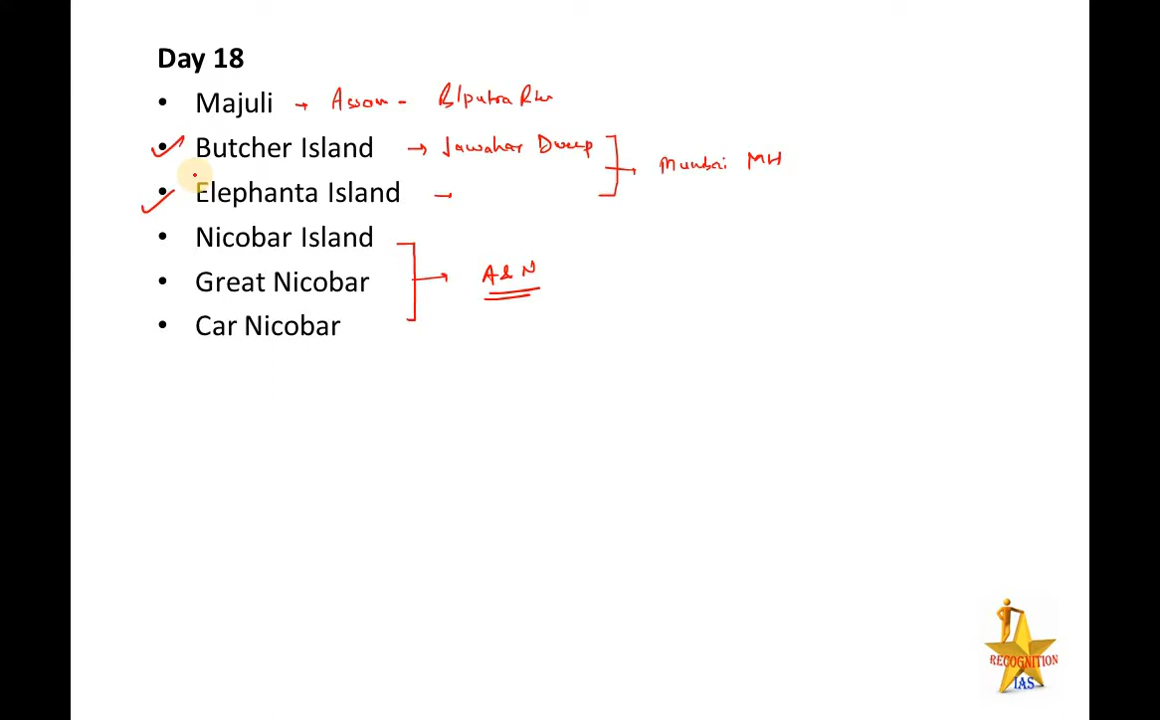 Day 18
• Majuli → Assam - B/putra River
• Butcher Island → Jawahar Dweep
Mumbai MH
• Elephanta Island -
• Nicobar Island
• Great Nicobar
A & N
• Car Nicobar
RECOGNITION
IAS